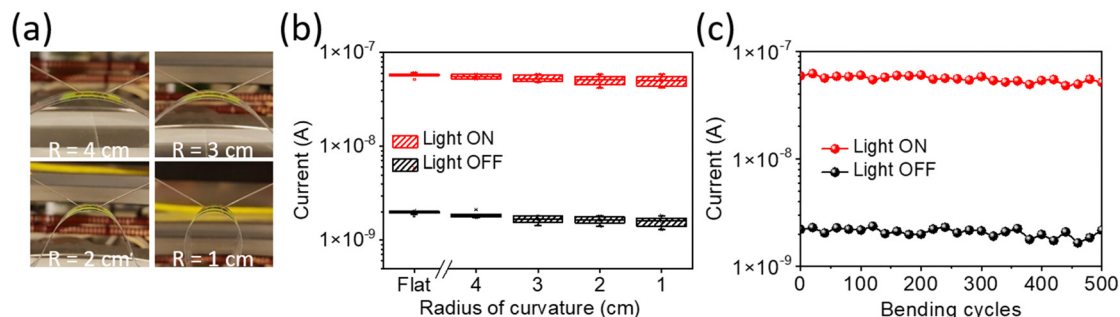 (a)
R = 4 cm
R = 3 cm
R = 2 cm
R = 1 cm
(b)
1×10⁻⁷
1×10⁻⁸
1×10⁻⁹
Current (A)
Light ON
Light OFF
Flat 4 3 2 1
Radius of curvature (cm)
(c)
1×10⁻⁷
1×10⁻⁸
1×10⁻⁹
Current (A)
Light ON
Light OFF
0 100 200 300 400 500
Bending cycles